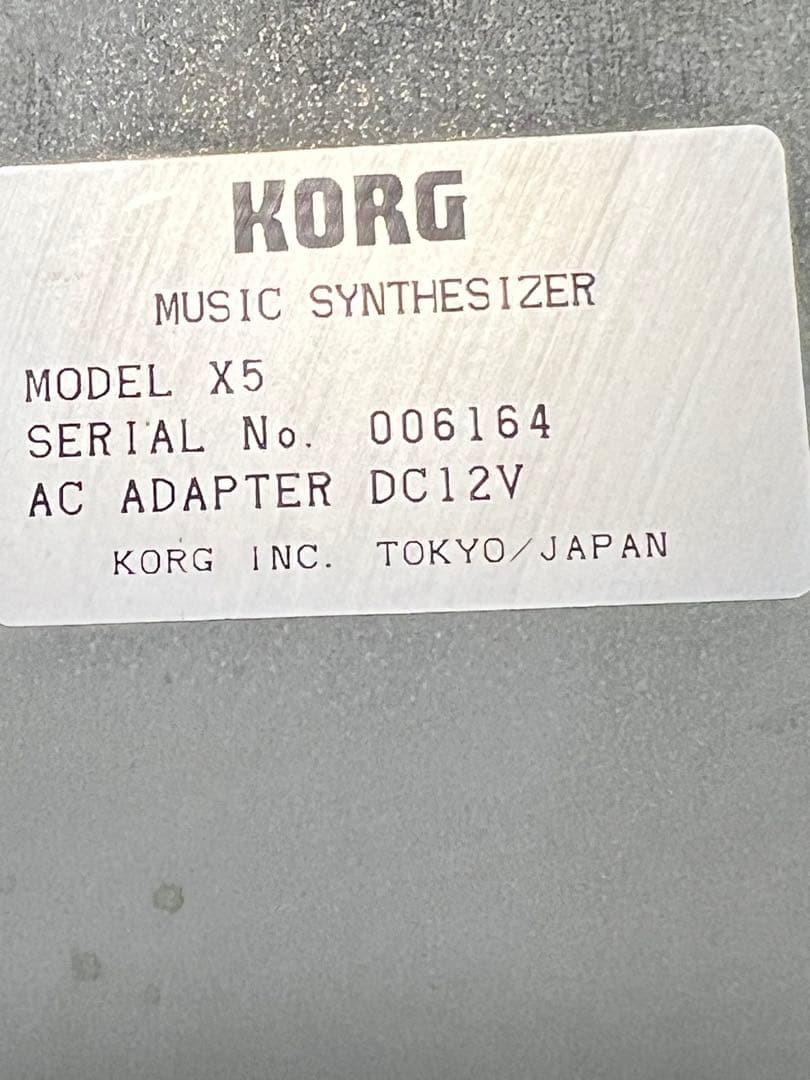 KORG
MUSIC SYNTHESIZER
MODEL X5
SERIAL No. 006164
AC ADAPTER DC12V
KORG INC. TOKYO/JAPAN